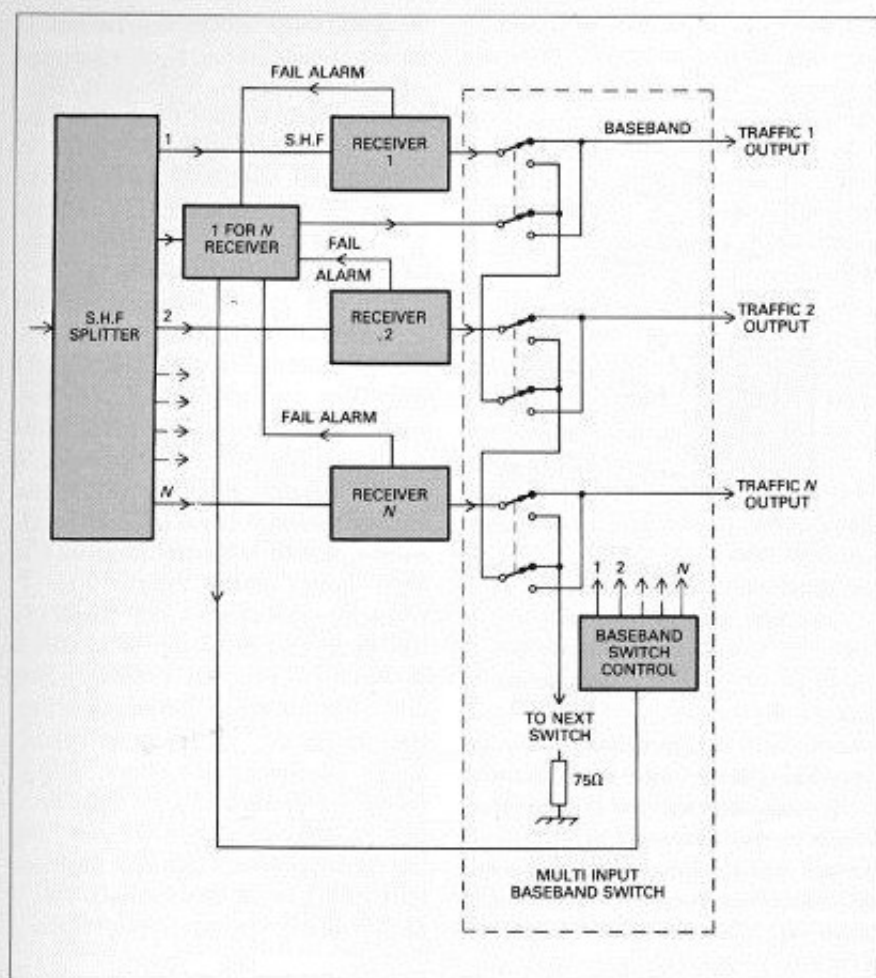 FAIL ALARM
1
S.H.F
RECEIVER
1
BASEBAND
TRAFFIC 1
OUTPUT
1 FOR N
RECEIVER
FAIL
ALARM
S.H.F
SPLITTER
2
RECEIVER
2
TRAFFIC 2
OUTPUT
FAIL ALARM
N
RECEIVER
N
TRAFFIC N
OUTPUT
1 2 N
BASEBAND
SWITCH
CONTROL
TO NEXT
SWITCH
75Ω
MULTI INPUT
BASEBAND SWITCH